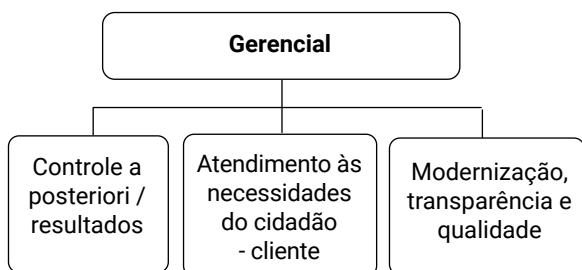 Gerencial
Controle a
posteriori /
resultados
Atendimento às
necessidades
do cidadão
- cliente
Modernização,
transparência e
qualidade